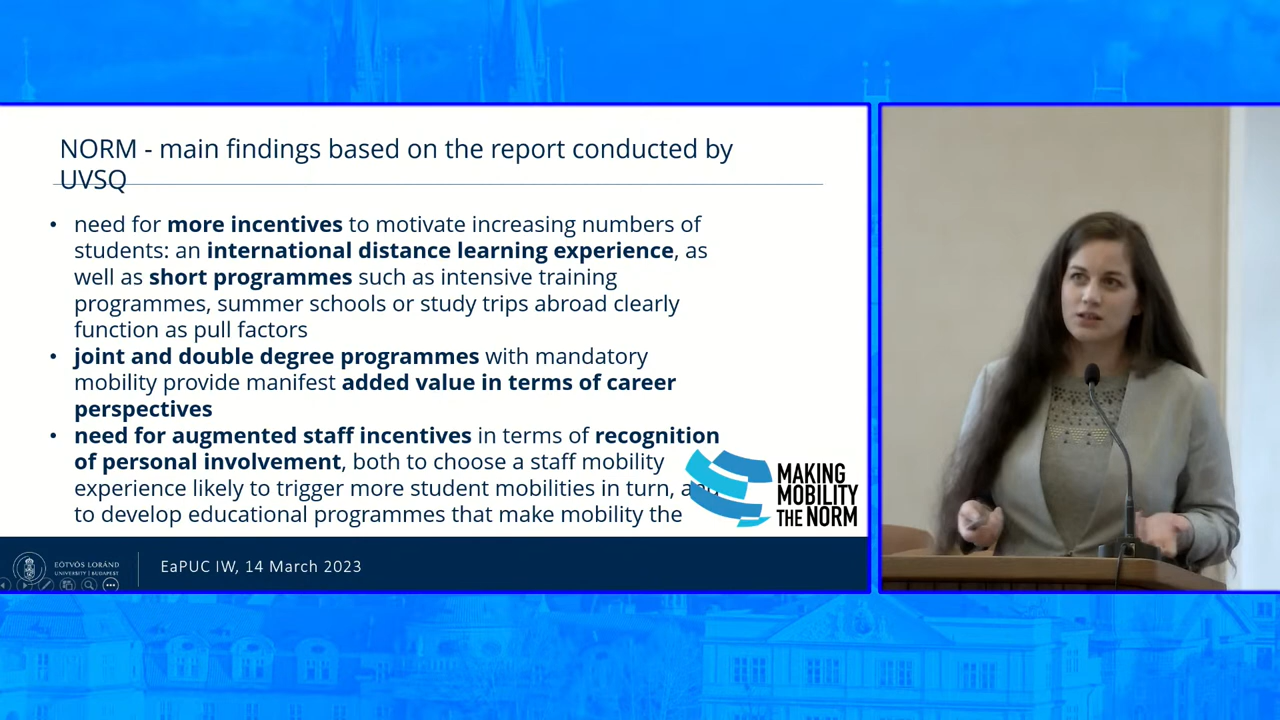 NORM - main findings based on the report conducted by
UVSQ
• need for more incentives to motivate increasing numbers of
students: an international distance learning experience, as
well as short programmes such as intensive training
programmes, summer schools or study trips abroad clearly
function as pull factors
• joint and double degree programmes with mandatory
mobility provide manifest added value in terms of career
perspectives
• need for augmented staff incentives in terms of recognition
of personal involvement, both to choose a staff mobility
experience likely to trigger more student mobilities in turn, and
to develop educational programmes that make mobility the
MAKING
MOBILITY
THE NORM
EÖTVÖS LORÁND
UNIVERSITY | BUDAPEST
EaPUC IW, 14 March 2023